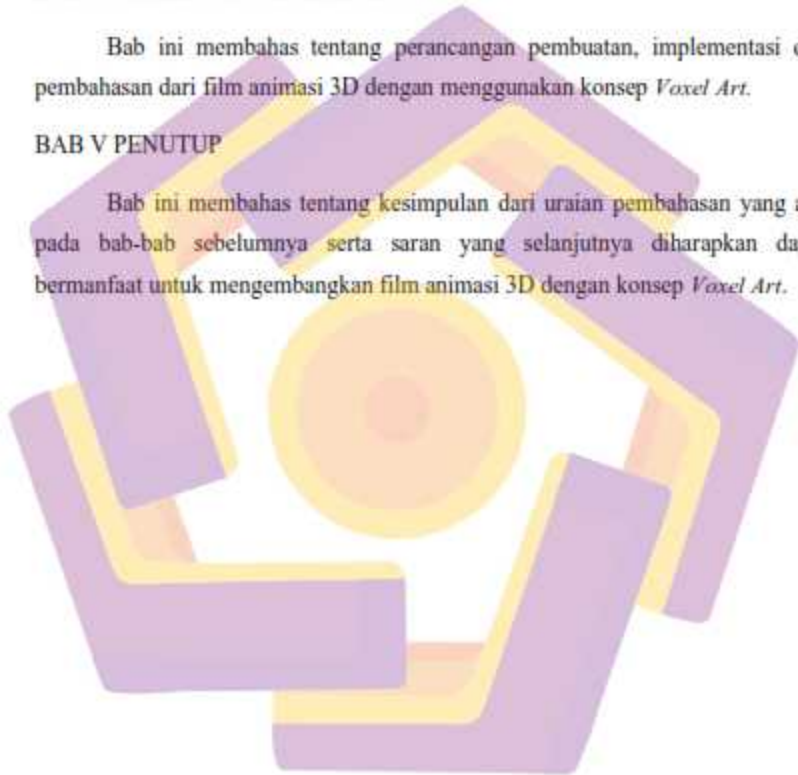 Bab ini membahas tentang perancangan pembuatan, implementasi
pembahasan dari film animasi 3D dengan menggunakan konsep Voxel Art.
BAB V PENUTUP
Bab ini membahas tentang kesimpulan dari uraian pembahasan yang
pada bab-bab sebelumnya serta saran yang selanjutnya diharapkan
bermanfaat untuk mengembangkan film animasi 3D dengan konsep Voxel Art.